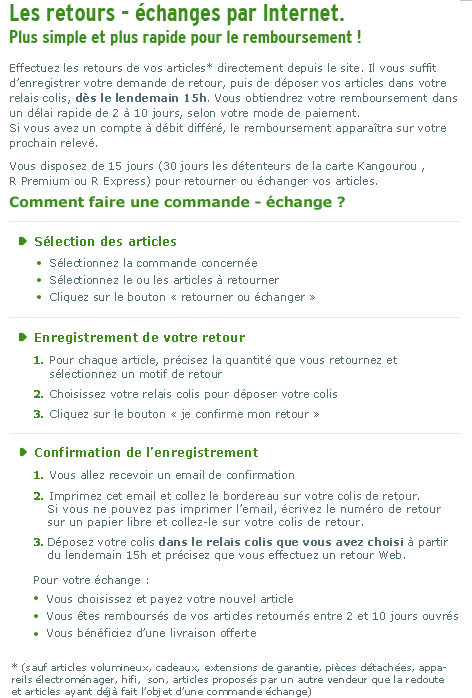 Les retours - échanges par Internet.
Plus simple et plus rapide pour le remboursement !
Effectuez les retours de vos articles* directement depuis le site. Il vous suffit
d'enregistrer votre demande de retour, puis de déposer vos articles dans votre
relais colis, dès le lendemain 15h. Vous obtiendrez votre remboursement dans
un délai rapide de 2 à 10 jours, selon votre mode de paiement.
Si vous avez un compte à débit différé, le remboursement apparaîtra sur votre
prochain relevé.
Vous disposez de 15 jours (30 jours les détenteurs de la carte Kangourou ,
R Premium ou R Express) pour retourner ou échanger vos articles.
Comment faire une commande - échange ?
Sélection des articles
• Sélectionnez la commande concernée
• Sélectionnez le ou les articles à retourner
• Cliquez sur le bouton « retourner ou échanger »
Enregistrement de votre retour
1. Pour chaque article, précisez la quantité que vous retournez et
sélectionnez un motif de retour
2. Choisissez votre relais colis pour déposer votre colis
3. Cliquez sur le bouton « je confirme mon retour »
Confirmation de l'enregistrement
1. Vous allez recevoir un email de confirmation
2. Imprimez cet email et collez le bordereau sur votre colis de retour.
Si vous ne pouvez pas imprimer l'email, écrivez le numéro de retour
sur un papier libre et collez-le sur votre colis de retour.
3. Déposez votre colis dans le relais colis que vous avez choisi à partir
du lendemain 15h et précisez que vous effectuez un retour Web.
Pour votre échange :
• Vous choisissez et payez votre nouvel article
• Vous êtes remboursés de vos articles retournés entre 2 et 10 jours ouvrés
• Vous bénéficiez d'une livraison offerte
* (sauf articles volumineux, cadeaux, extensions de garantie, pièces détachées, appa-
reils électroménager, hifi, son, articles proposés par un autre vendeur que la redoute
et articles ayant déjà fait l'objet d'une commande échange)